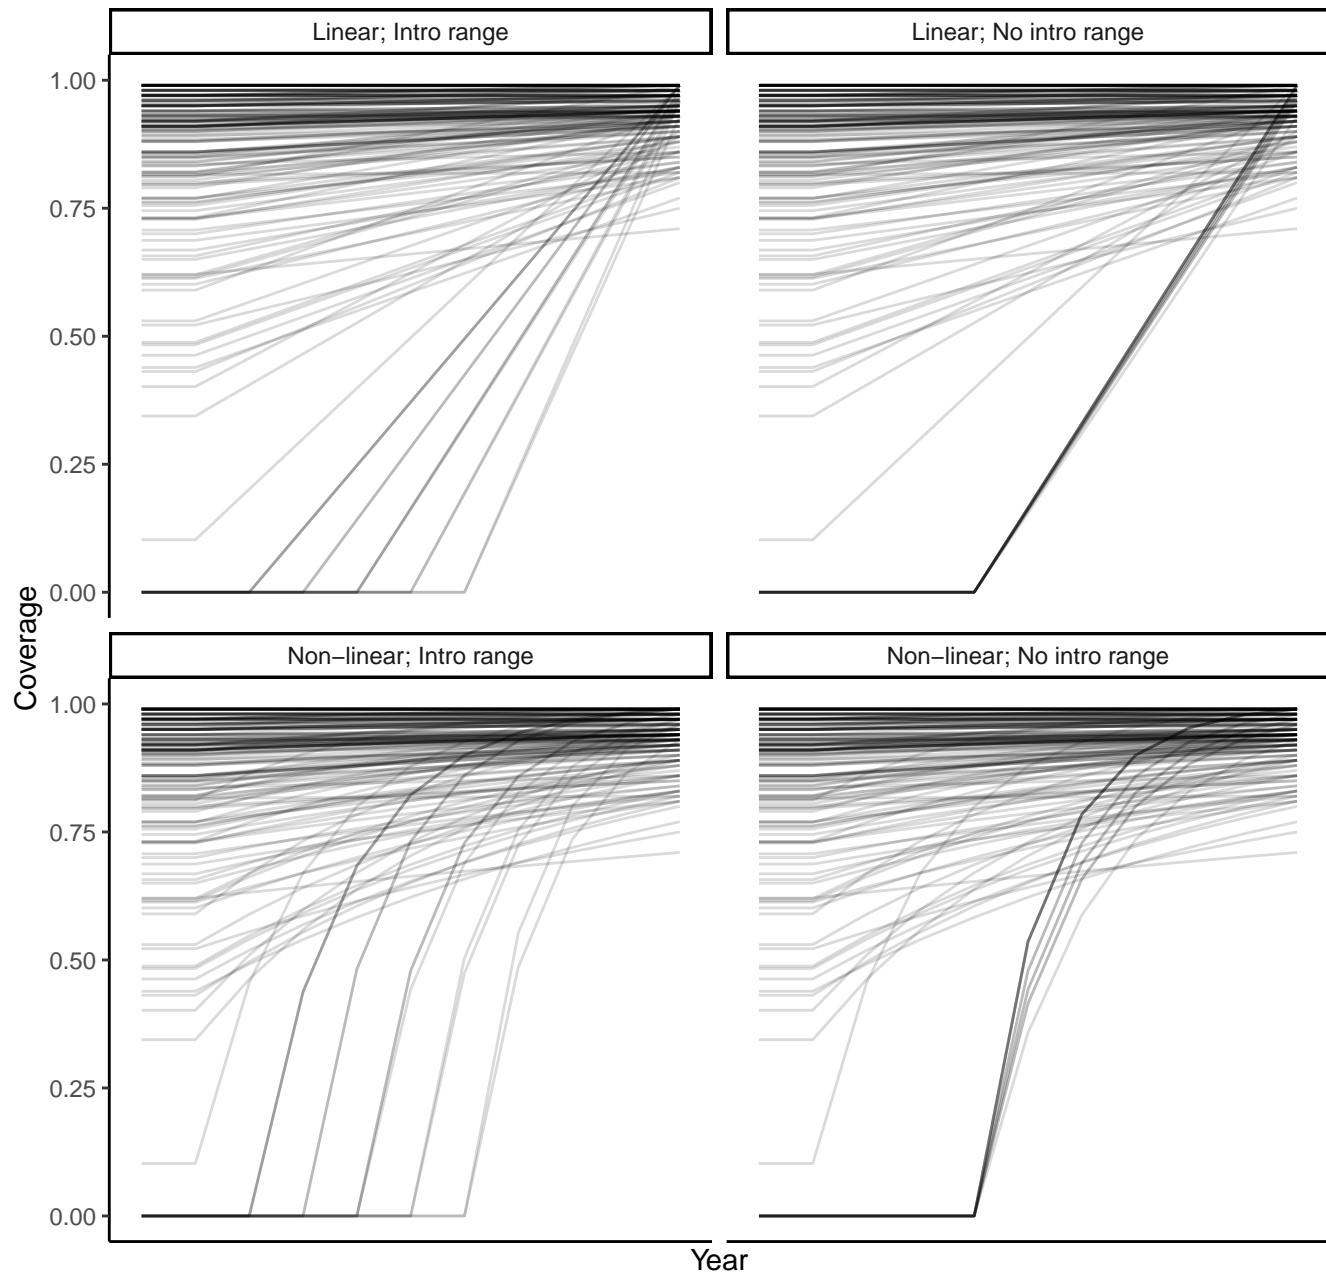 Linear; Intro range
Linear; No intro range
1.00
0.75
0.50
0.25
0.00
Non−linear; Intro range
Non−linear; No intro range
1.00
0.75
0.50
0.25
0.00
Coverage
Year